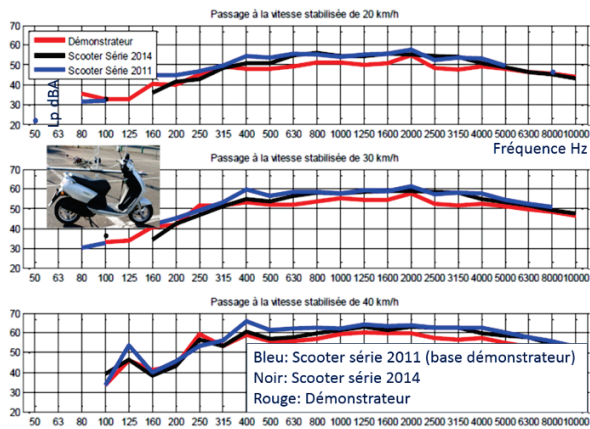 Passage à la vitesse stabilisée de 20 km/h
70
60
50
40
30
20
Démonstrateur
Scooter Série 2014
Scooter Série 2011
Lp dBA
50 63 80 100 125 160 200 250 315 400 500 630 800 1000 1250 1600 2000 2500 3150 4000 5000 6300 8000 10000
Fréquence Hz
Passage à la vitesse stabilisée de 30 km/h
70
60
50
40
30
20
50 63 80 100 125 160 200 250 315 400 500 630 80 1000 1250 1600 2000 2500 3150 4000 5000 6300 8000 10000
Passage à la vitesse stabilisée de 40 km/h
70
60
50
40
30
20
Bleu: Scooter série 2011 (base démonstrateur)
Noir: Scooter série 2014
Rouge: Démonstrateur
50 63 80 100 125 160 200 250 315 400 500 630 800 1000 1250 1600 2000 2500 3150 4000 5000 6300 8000 10000